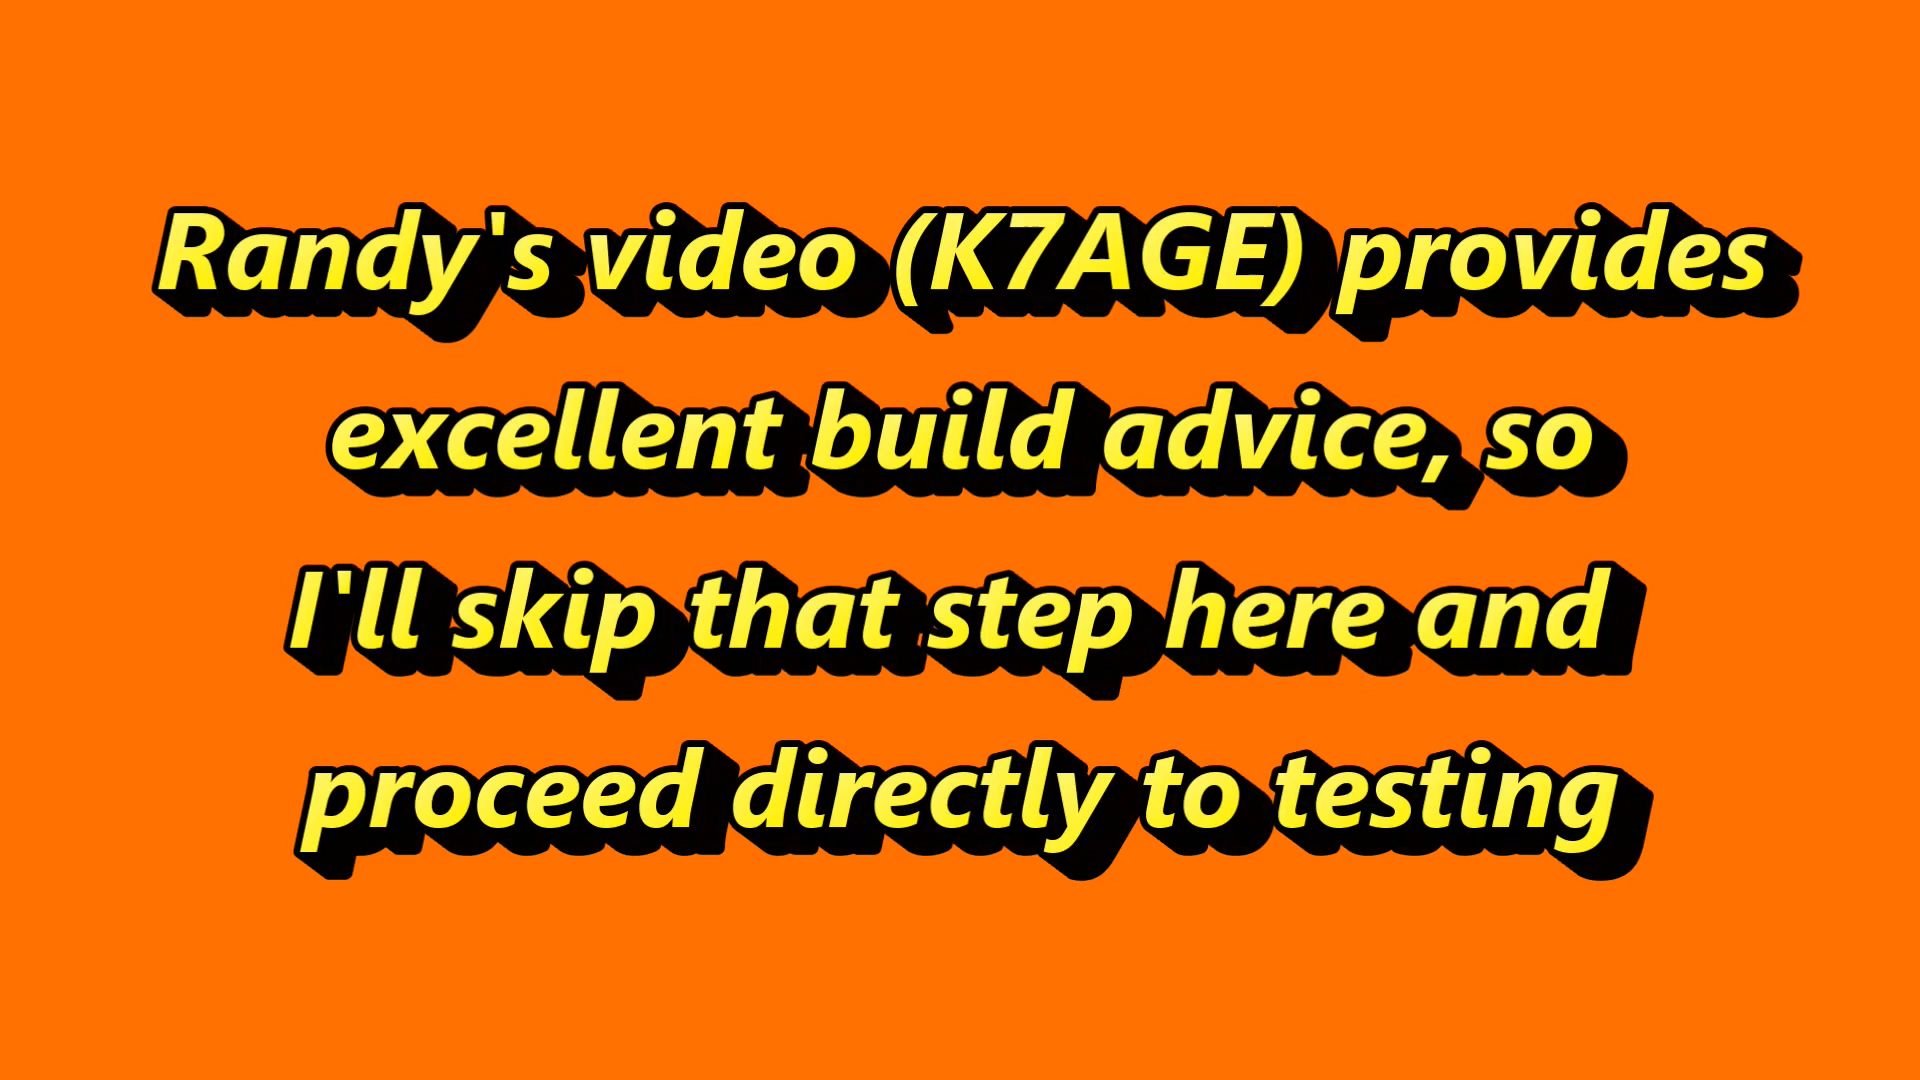 Randy's video (K7AGE) provides
excellent build advice, so
I'll skip that step here and
proceed directly to testing